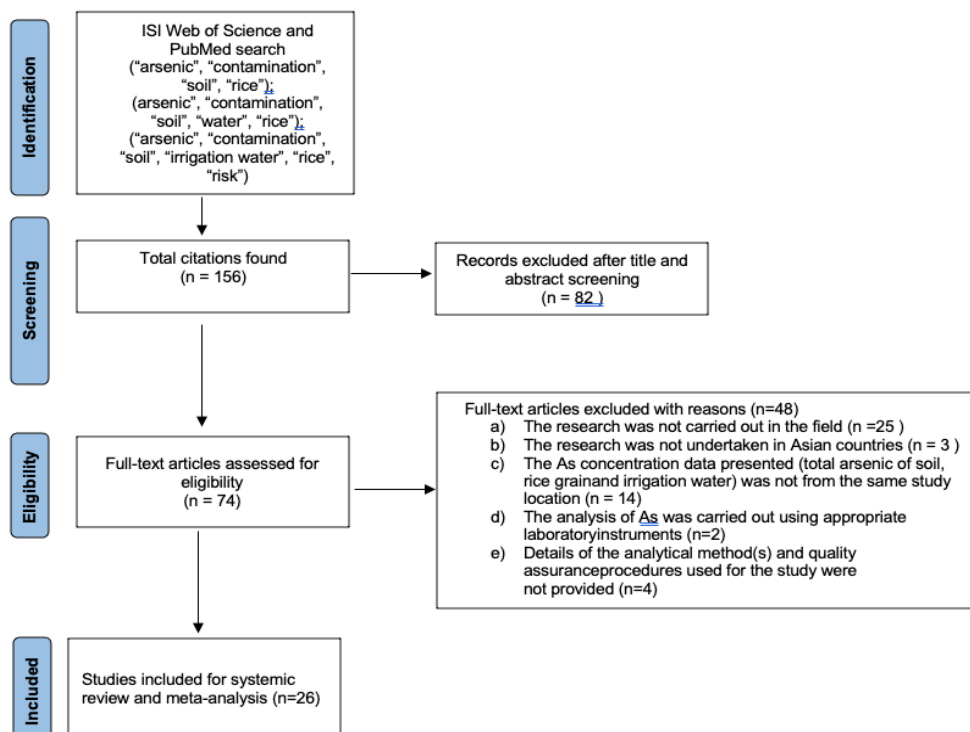 Identification
ISI Web of Science and
PubMed search
(“arsenic”, “contamination”,
“soil”, “rice”);
(arsenic”, “contamination”,
“soil”, “water”, “rice”);
(“arsenic”, “contamination”,
“soil”, “irrigation water”, “rice”,
“risk”)
Screening
Total citations found
(n = 156)
Records excluded after title and
abstract screening
(n = 82 )
Eligibility
Full-text articles assessed for
eligibility
(n = 74)
Full-text articles excluded with reasons (n=48)
a) The research was not carried out in the field (n =25 )
b) The research was not undertaken in Asian countries (n = 3 )
c) The As concentration data presented (total arsenic of soil,
rice grainand irrigation water) was not from the same study
location (n = 14)
d) The analysis of As was carried out using appropriate
laboratoryinstruments (n=2)
e) Details of the analytical method(s) and quality
assuranceprocedures used for the study were
not provided (n=4)
Included
Studies included for systemic
review and meta-analysis (n=26)